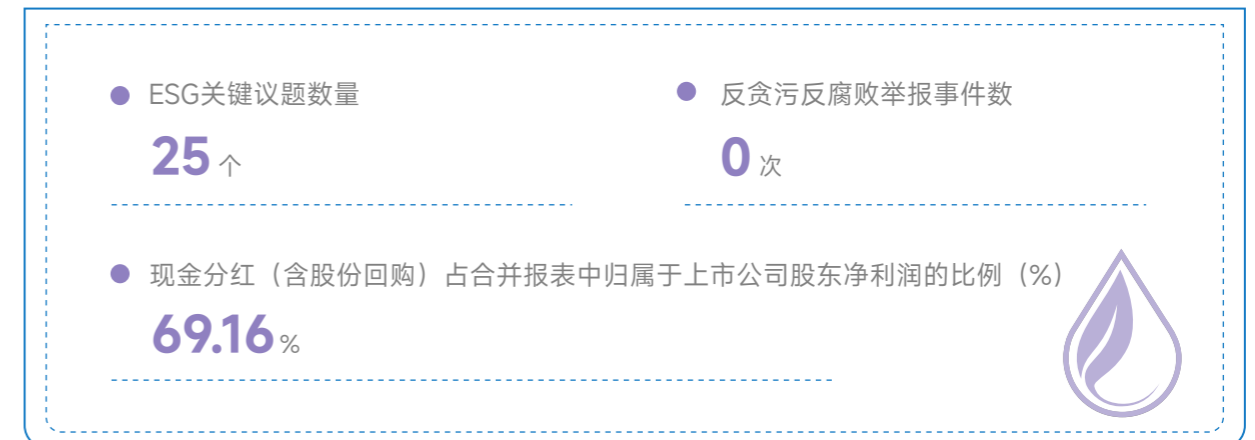 ESG关键议题数量
25 个
反贪污反腐败举报事件数
0 次
现金分红（含股份回购）占合并报表中归属于上市公司股东净利润的比例（%）
69.16 %